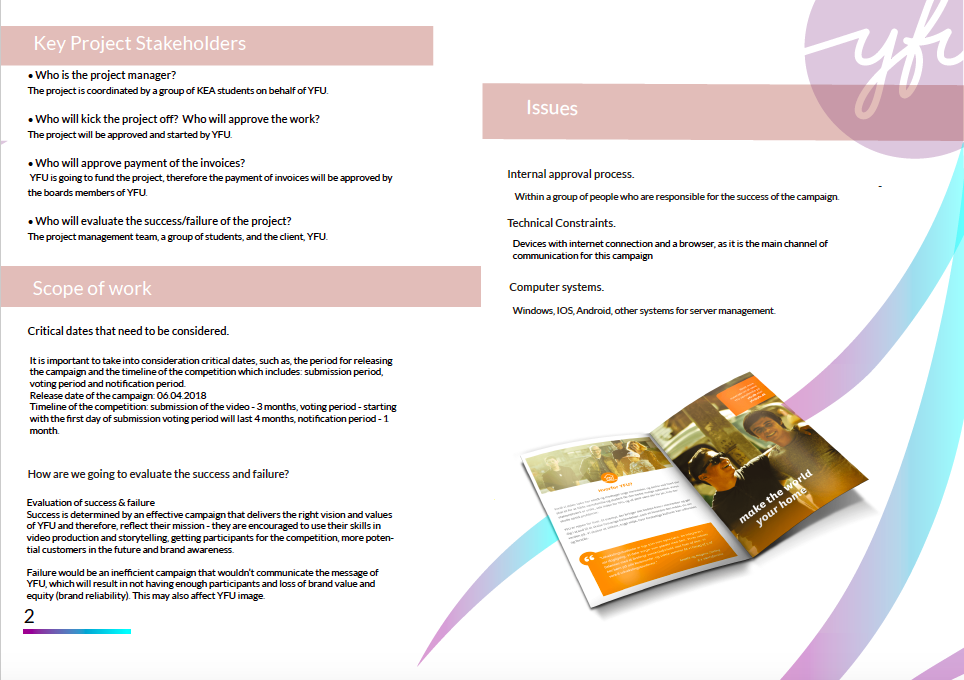 Key Project Stakeholders
• Who is the project manager?
The project is coordinated by a group of KEA students on behalf of YFU.
• Who will kick the project off? Who will approve the work?
The project will be approved and started by YFU.
• Who will approve payment of the invoices?
YFU is going to fund the project, therefore the payment of invoices will be approved by
the boards members of YFU.
• Who will evaluate the success/failure of the project?
The project management team, a group of students, and the client, YFU.
Scope of work
Critical dates that need to be considered.
It is important to take into consideration critical dates, such as, the period for releasing
the campaign and the timeline of the competition which includes: submission period,
voting period and notification period.
Release date of the campaign: 06.04.2018
Timeline of the competition: submission of the video - 3 months, voting period - starting
with the first day of submission voting period will last 4 months, notification period - 1
month.
How are we going to evaluate the success and failure?
Evaluation of success & failure
Success is determined by an effective campaign that delivers the right vision and values
of YFU and therefore, reflect their mission - they are encouraged to use their skills in
video production and storytelling, getting participants for the competition, more poten-
tial customers in the future and brand awareness.
Failure would be an inefficient campaign that wouldn't communicate the message of
YFU, which will result in not having enough participants and loss of brand value and
equity (brand reliability). This may also affect YFU image.
2
yfu
Issues
Internal approval process.
-
Within a group of people who are responsible for the success of the campaign.
Technical Constraints.
Devices with internet connection and a browser, as it is the main channel of
communication for this campaign
Computer systems.
Windows, IOS, Android, other systems for server management.
make the world
your home